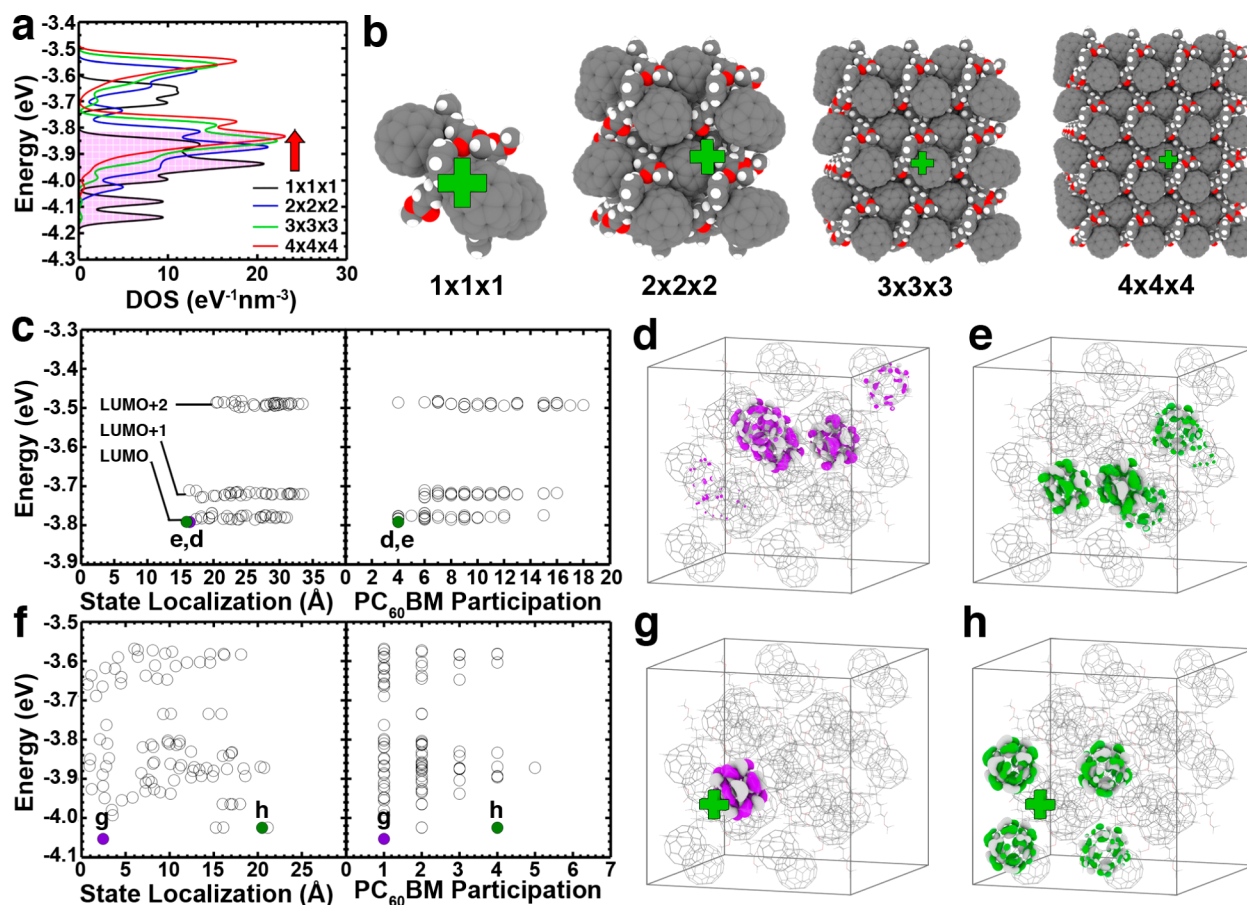 a
-3.4
-3.5
-3.6
-3.7
-3.8
-3.9
-4.0
-4.1
-4.2
-4.3
Energy (eV)
1x1x1
2x2x2
3x3x3
4x4x4
0 10 20 30
DOS (eV⁻¹nm⁻³)
b
1x1x1 2x2x2 3x3x3 4x4x4
c
-3.3
-3.4
-3.5
-3.6
-3.7
-3.8
-3.9
Energy (eV)
LUMO+2
LUMO+1
LUMO
e,d d,e
0 5 10 15 20 25 30 35 0 2 4 6 8 10 12 14 16 18 20
State Localization (Å) PC₆₀BM Participation
d
e
f
-3.5
-3.6
-3.7
-3.8
-3.9
-4.0
-4.1
Energy (eV)
g h g h
0 5 10 15 20 25 0 1 2 3 4 5 6 7
State Localization (Å) PC₆₀BM Participation
g
h